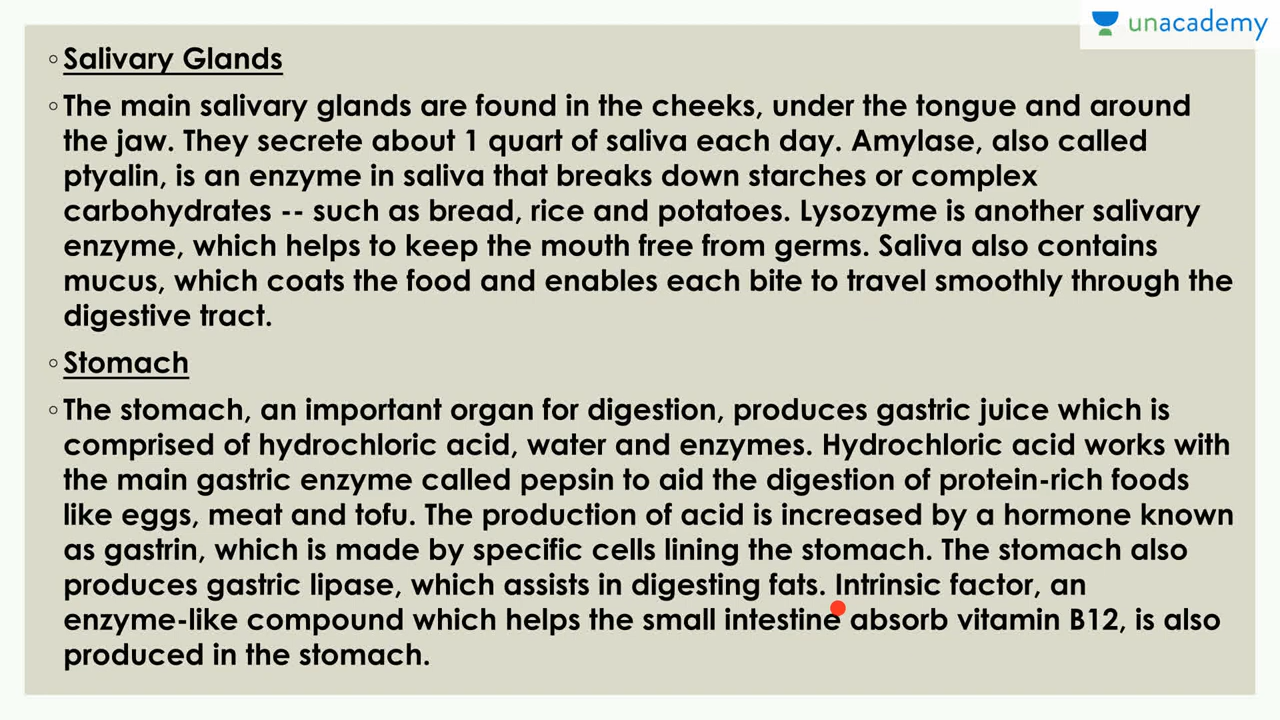 unacademy
◦ Salivary Glands
◦ The main salivary glands are found in the cheeks, under the tongue and around
the jaw. They secrete about 1 quart of saliva each day. Amylase, also called
ptyalin, is an enzyme in saliva that breaks down starches or complex
carbohydrates -- such as bread, rice and potatoes. Lysozyme is another salivary
enzyme, which helps to keep the mouth free from germs. Saliva also contains
mucus, which coats the food and enables each bite to travel smoothly through the
digestive tract.
◦ Stomach
◦ The stomach, an important organ for digestion, produces gastric juice which is
comprised of hydrochloric acid, water and enzymes. Hydrochloric acid works with
the main gastric enzyme called pepsin to aid the digestion of protein-rich foods
like eggs, meat and tofu. The production of acid is increased by a hormone known
as gastrin, which is made by specific cells lining the stomach. The stomach also
produces gastric lipase, which assists in digesting fats. Intrinsic factor, an
enzyme-like compound which helps the small intestine absorb vitamin B12, is also
produced in the stomach.